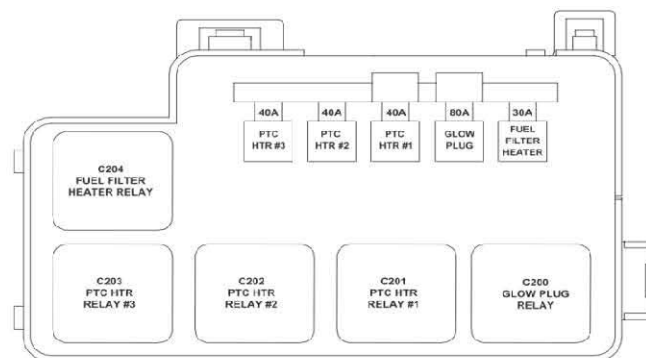 40A 40A 40A 80A 30A
PTC
HTR #3
PTC
HTR #2
PTC
HTR #1
GLOW
PLUG
FUEL
FILTER
HEATER
C204
FUEL FILTER
HEATER RELAY
C203
PTC HTR
RELAY #3
C202
PTC HTR
RELAY #2
C201
PTC HTR
RELAY #1
C200
GLOW PLUG
RELAY